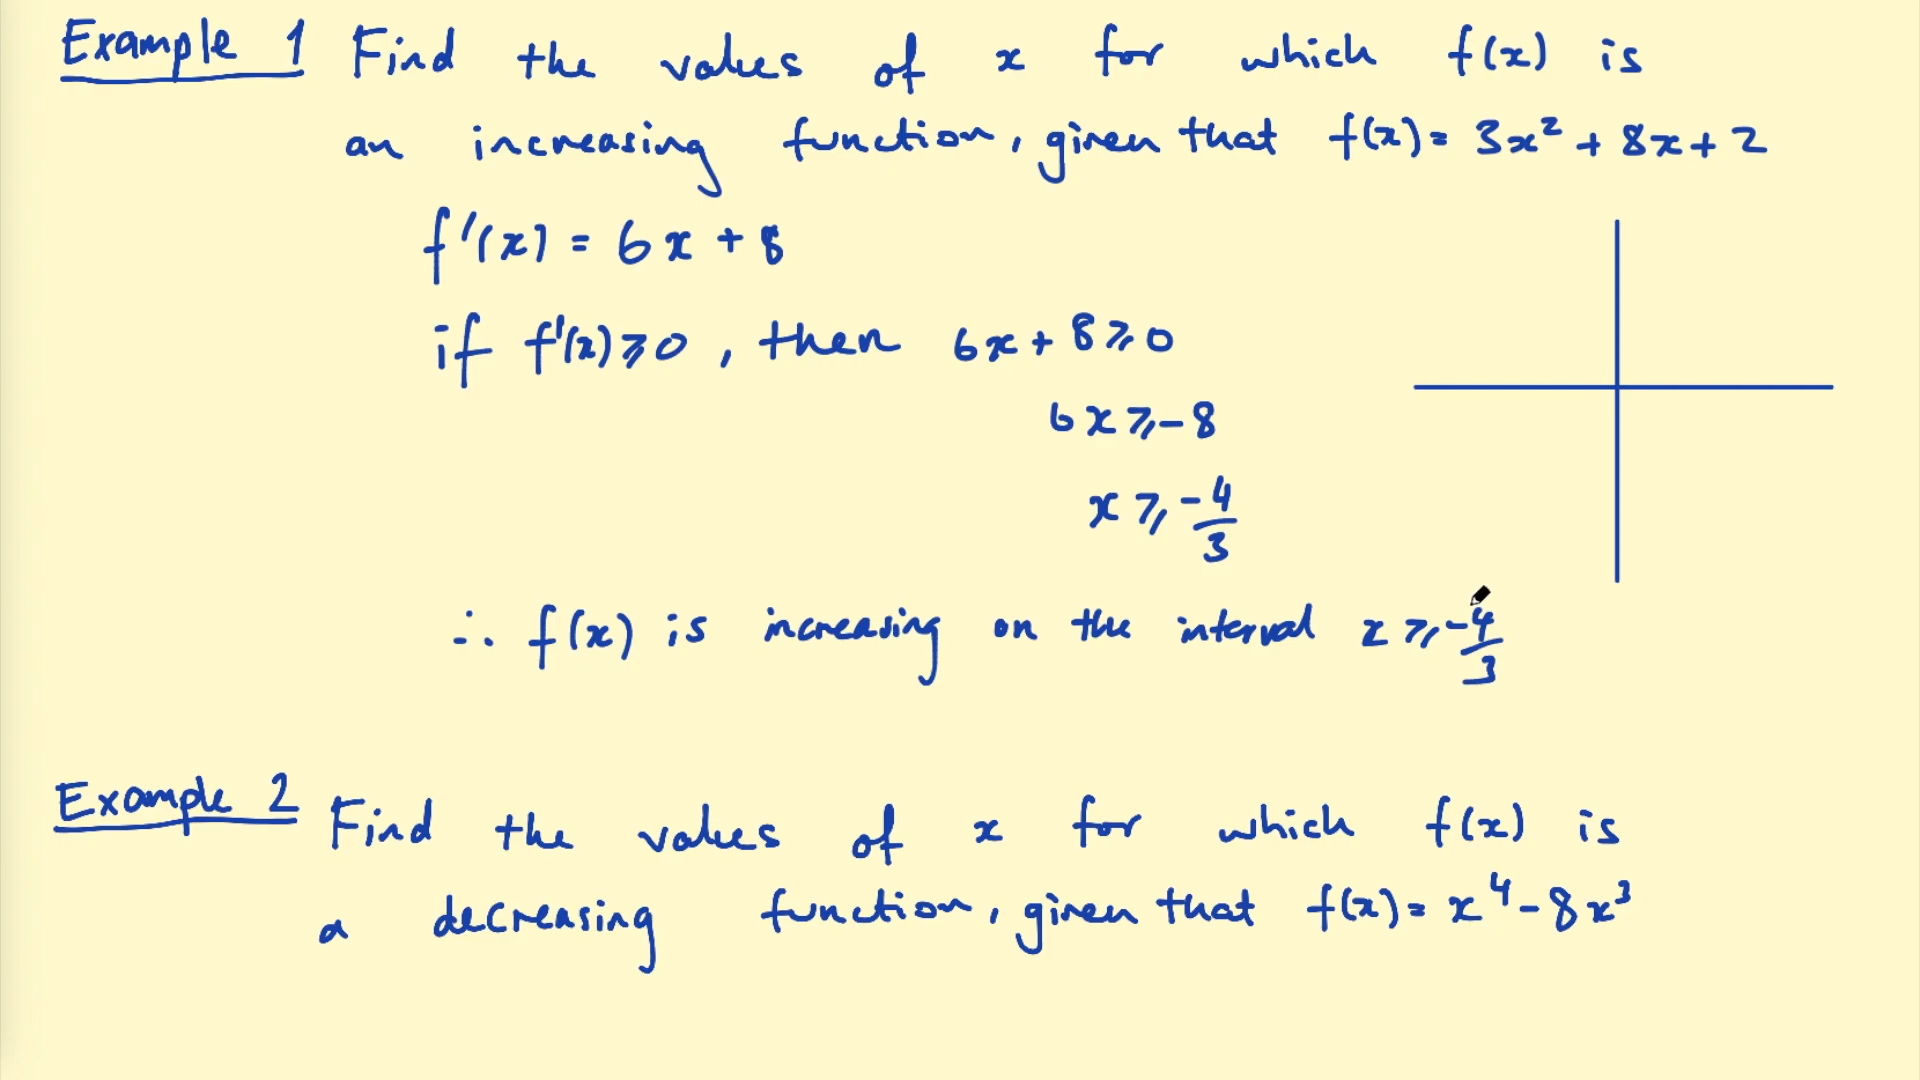 Example 1 Find the values of x for which f(x) is
an increasing function, given that f(x) = 3x² + 8x + 2
f'(x) = 6x + 8
if f'(x) ⩾ 0, then 6x + 8 ⩾ 0
6x ⩾ -8
x ⩾ -4/3
∴ f(x) is increasing on the interval x ⩾ -4/3
Example 2 Find the values of x for which f(x) is
a decreasing function, given that f(x) = x⁴ - 8x³